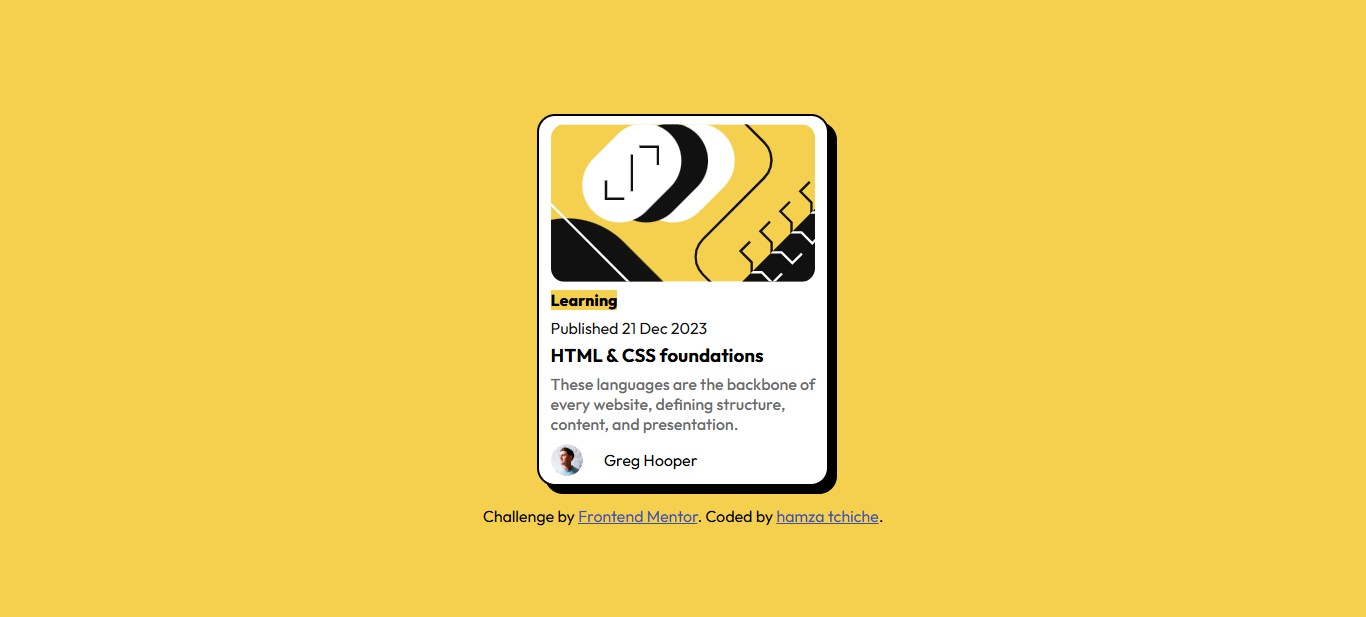 Learning
Published 21 Dec 2023
HTML & CSS foundations
These languages are the backbone of
every website, defining structure,
content, and presentation.
Greg Hooper
Challenge by Frontend Mentor. Coded by hamza tchiche.